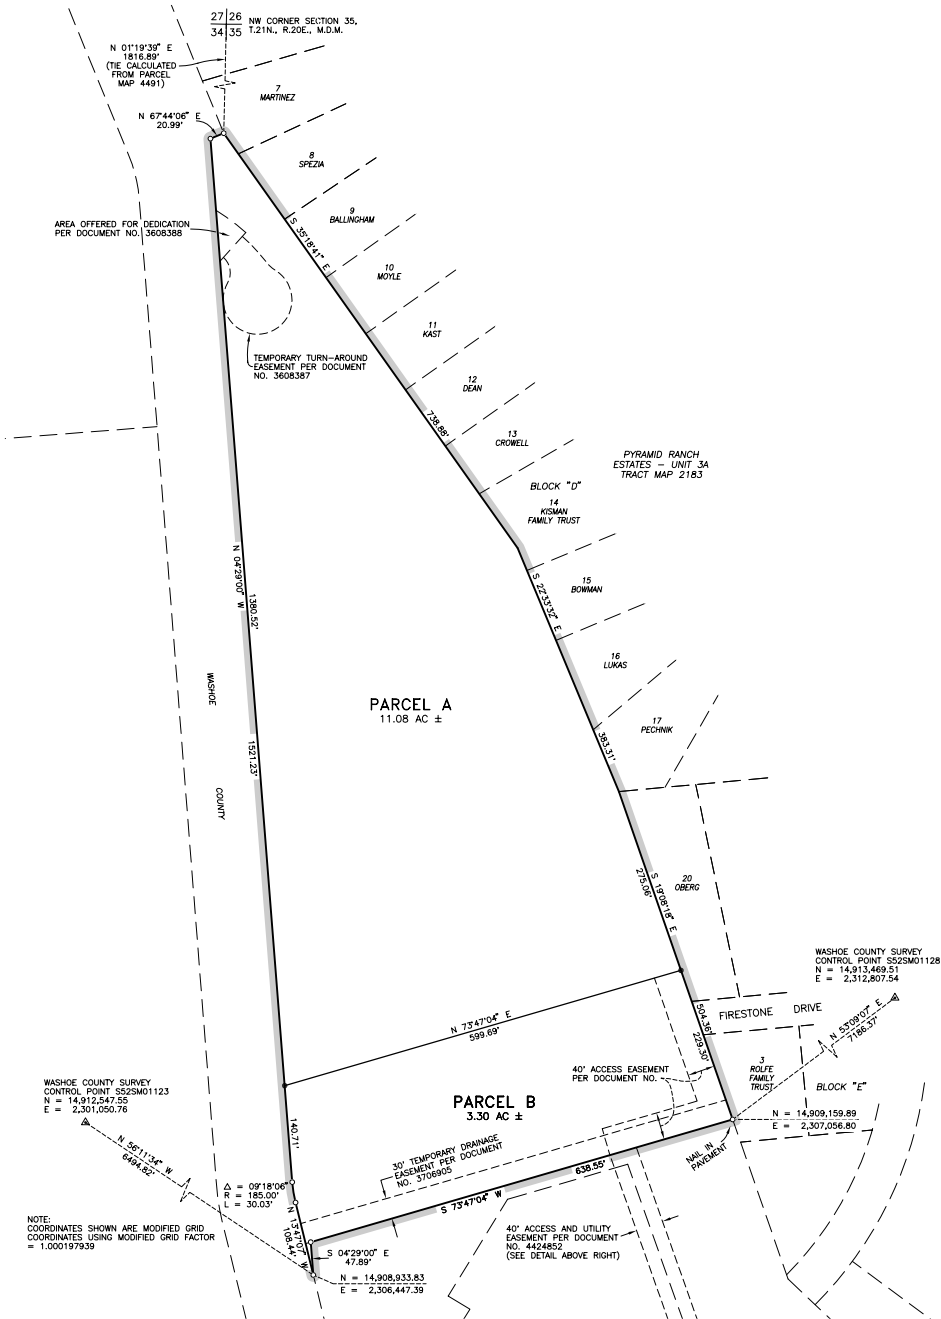 27 26
34 35
NW CORNER SECTION 35,
T.21N., R.20E., M.D.M.
N 01°19'39" E
1816.89'
(TIE CALCULATED
FROM PARCEL
MAP 4491)
7
MARTINEZ
N 67°44'06" E
20.99'
8
SPEZIA
AREA OFFERED FOR DEDICATION
PER DOCUMENT NO. 3608388
9
BALLINGHAM
S 35°18'41" E
10
MOYLE
11
KAST
TEMPORARY TURN-AROUND
EASEMENT PER DOCUMENT
NO. 3608387
12
DEAN
738.88'
13
CROWELL
PYRAMID RANCH
ESTATES - UNIT 3A
TRACT MAP 2183
BLOCK "D"
14
KISMAN
FAMILY TRUST
N 04°29'00" W
1380.52'
S 22°33'32" E
15
BOWMAN
16
LUKAS
WASHOE
COUNTY
PARCEL A
11.08 AC ±
17
PECHNIK
383.31'
1521.23'
20
OBERG
S 19°08'18" E
275.06'
WASHOE COUNTY SURVEY
CONTROL POINT S52SM01128
N = 14,913,469.51
E = 2,312,807.54
N 73°47'04" E
599.69'
504.36'
229.30'
FIRESTONE DRIVE
N 53°09'07" E
7186.37'
3
ROLFE
FAMILY
TRUST
BLOCK "E"
40' ACCESS EASEMENT
PER DOCUMENT NO.
WASHOE COUNTY SURVEY
CONTROL POINT S52SM01123
N = 14,912,547.55
E = 2,301,050.76
PARCEL B
3.30 AC ±
N = 14,909,159.89
E = 2,307,056.80
N 56°11'34" W
6494.82'
140.71'
30' TEMPORARY DRAINAGE
EASEMENT PER DOCUMENT
NO. 3706905
NAIL IN
PAVEMENT
638.55'
S 73°47'04" W
△ = 09°18'06"
R = 185.00'
L = 30.03'
N 13°47'07" W
108.44'
NOTE:
COORDINATES SHOWN ARE MODIFIED GRID
COORDINATES USING MODIFIED GRID FACTOR
= 1.000197939
S 04°29'00" E
47.89'
40' ACCESS AND UTILITY
EASEMENT PER DOCUMENT
NO. 4424852
(SEE DETAIL ABOVE RIGHT)
N = 14,908,933.83
E = 2,306,447.39